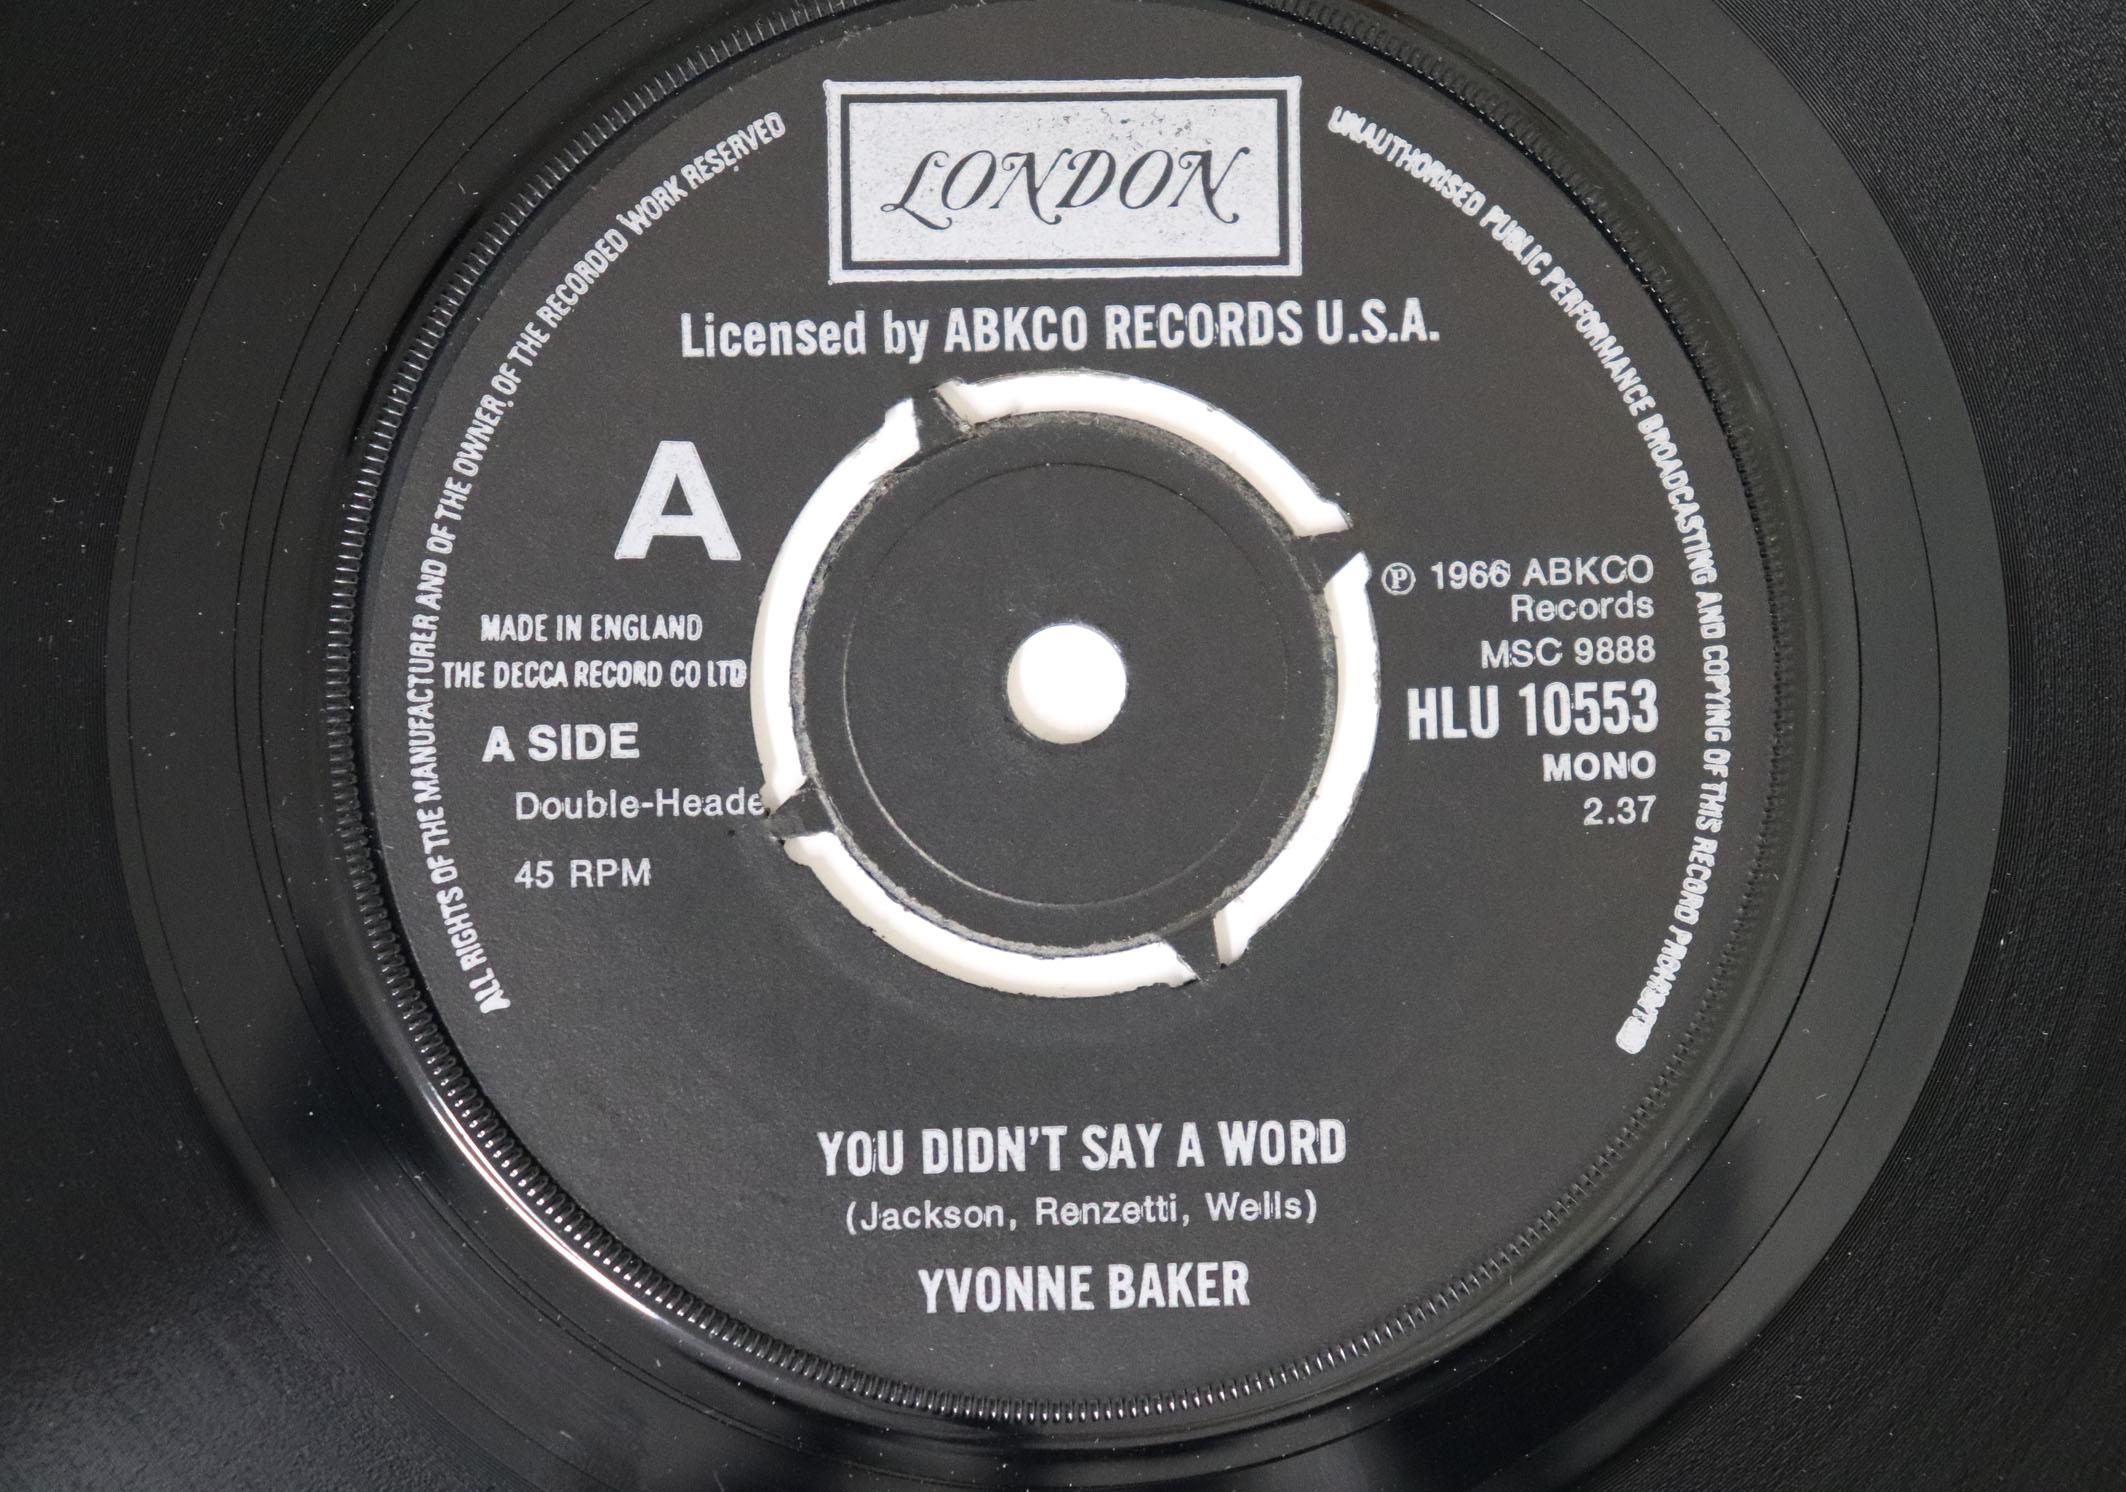 LONDON
Licensed by ABKCO RECORDS U.S.A.
ALL RIGHTS OF THE MANUFACTURER AND OF THE OWNER OF THE RECORDED WORK RESERVED
UNAUTHORISED PUBLIC PERFORMANCE BROADCASTING AND COPYING OF THIS RECORD PROHIBITED
A
MADE IN ENGLAND
THE DECCA RECORD CO LTD
A SIDE
Double-Heade
45 RPM
℗ 1966 ABKCO
Records
MSC 9888
HLU 10553
MONO
2.37
YOU DIDN'T SAY A WORD
(Jackson, Renzetti, Wells)
YVONNE BAKER